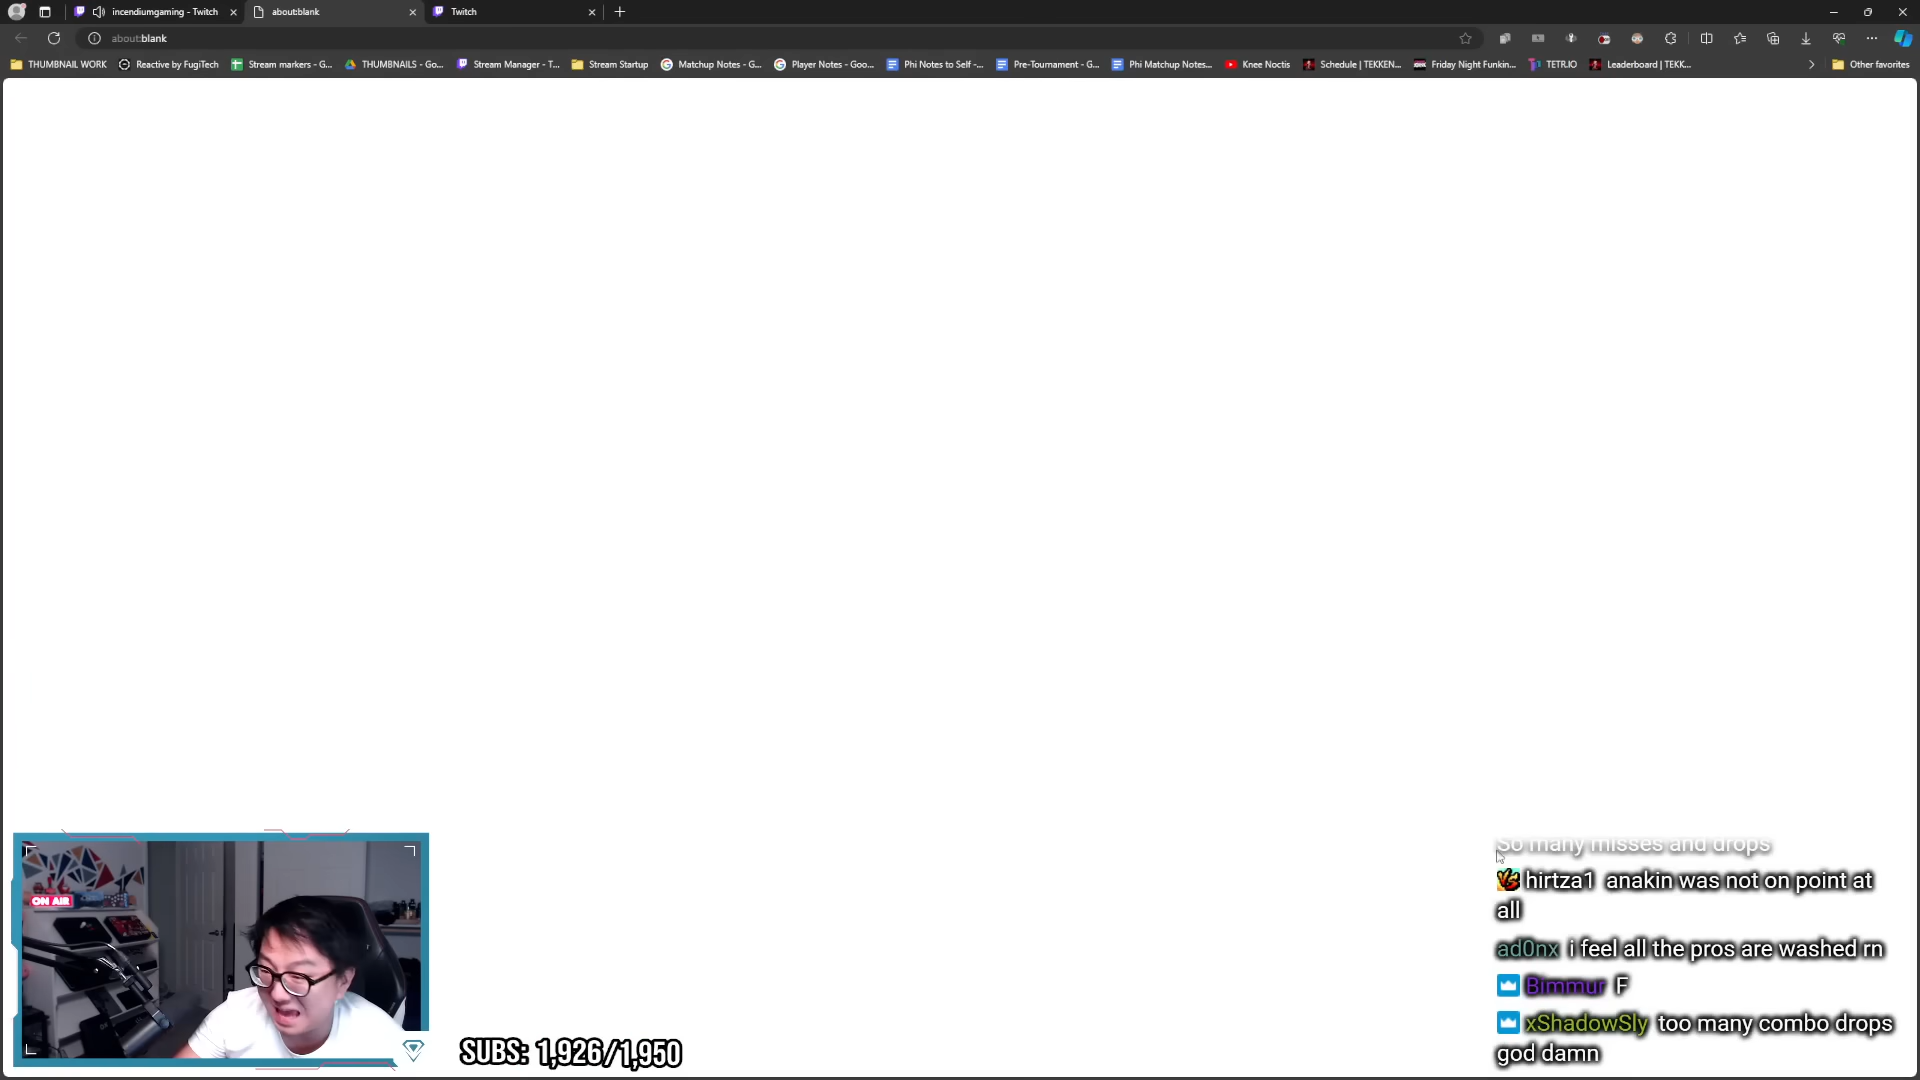 incendiumgaming - Twitch
about:blank
Twitch
about:blank
THUMBNAIL WORK
Reactive by FugiTech
Stream markers - G...
THUMBNAILS - Go...
Stream Manager - T...
Stream Startup
Matchup Notes - G...
Player Notes - Goo...
Phi Notes to Self -...
Pre-Tournament - G...
Phi Matchup Notes...
Knee Noctis
Schedule | TEKKEN...
Friday Night Funkin...
TETR.IO
Leaderboard | TEKK...
Other favorites
So many misses and drops
hirtza1 anakin was not on point at
all
ad0nx i feel all the pros are washed rn
Bimmur F
xShadowSly too many combo drops
god damn
ON AIR
SUBS: 1,926/1,950